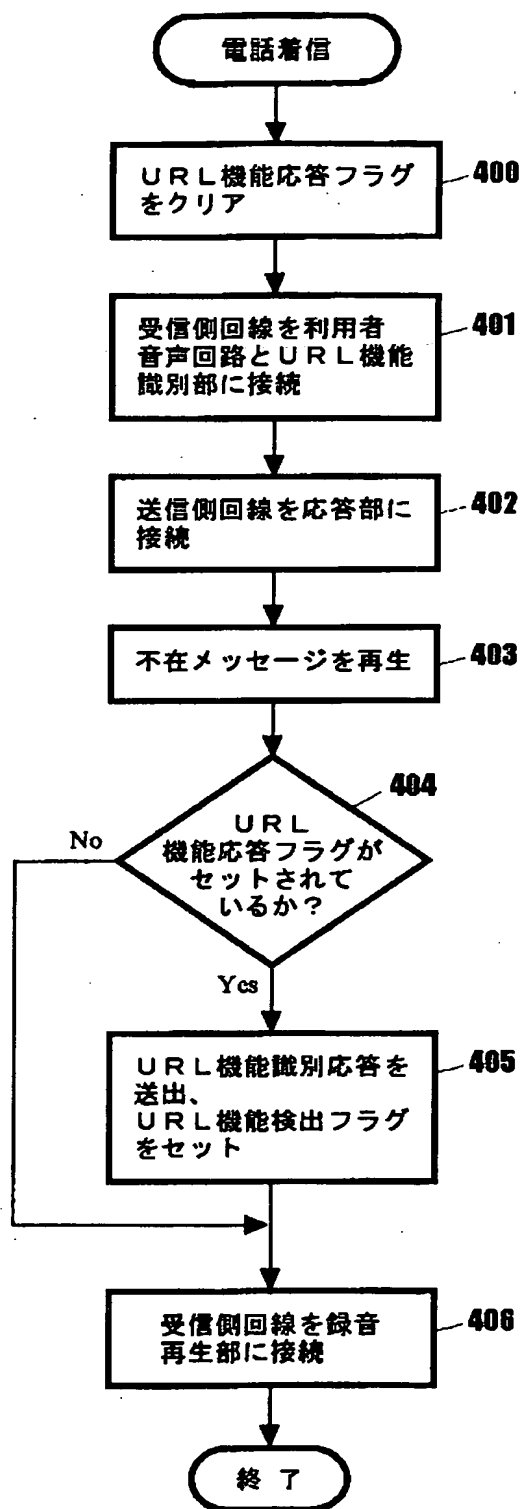 電話着信
URL機能応答フラグ
をクリア
400
受信側回線を利用者
音声回路とURL機能
識別部に接続
401
送信側回線を応答部に
接続
402
不在メッセージを再生
403
404
URL
機能応答フラグが
セットされて
いるか？
No
Yes
URL機能識別応答を
送出、
URL機能検出フラグ
をセット
405
受信側回線を録音
再生部に接続
406
終了